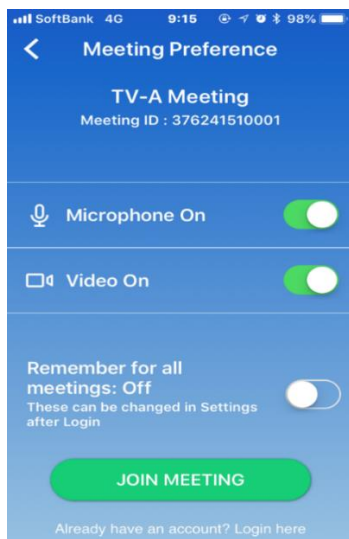 SoftBank 4G 9:15 98%
Meeting Preference
TV-A Meeting
Meeting ID : 376241510001
Microphone On
Video On
Remember for all
meetings: Off
These can be changed in Settings
after Login
JOIN MEETING
Already have an account? Login here